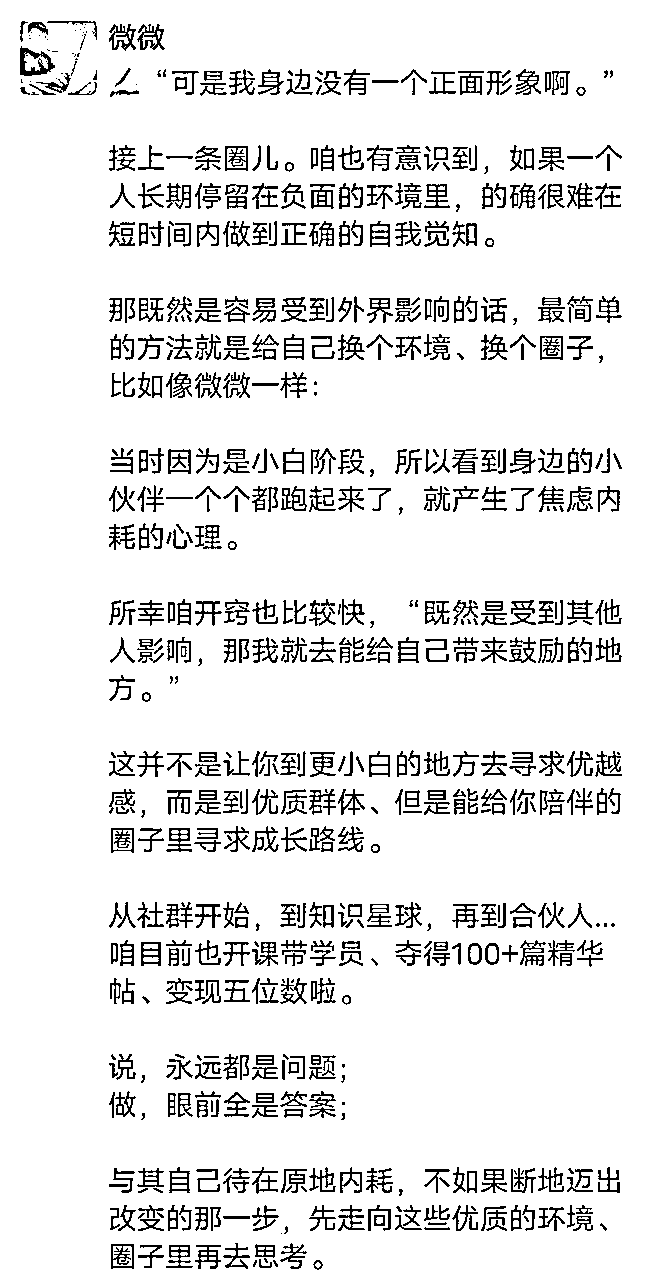 微微
“可是我身边没有一个正面形象啊。”
接上一条圈儿。咱也有意识到，如果一个
人长期停留在负面的环境里，的确很难在
短时间内做到正确的自我觉知。
那既然是容易受到外界影响的话，最简单
的方法就是给自己换个环境、换个圈子，
比如像微微一样：
当时因为是小白阶段，所以看到身边的小
伙伴一个个都跑起来了，就产生了焦虑内
耗的心理。
所幸咱开窍也比较快，“既然是受到其他
人影响，那我就去能给自己带来鼓励的地
方。”
这并不是让你到更小白的地方去寻求优越
感，而是到优质群体、但是能给你陪伴的
圈子里寻求成长路线。
从社群开始，到知识星球，再到合伙人...
咱目前也开课带学员、夺得100+篇精华
帖、变现五位数啦。
说，永远都是问题；
做，眼前全是答案；
与其自己待在原地内耗，不如果断地迈出
改变的那一步，先走向这些优质的环境、
圈子里再去思考。